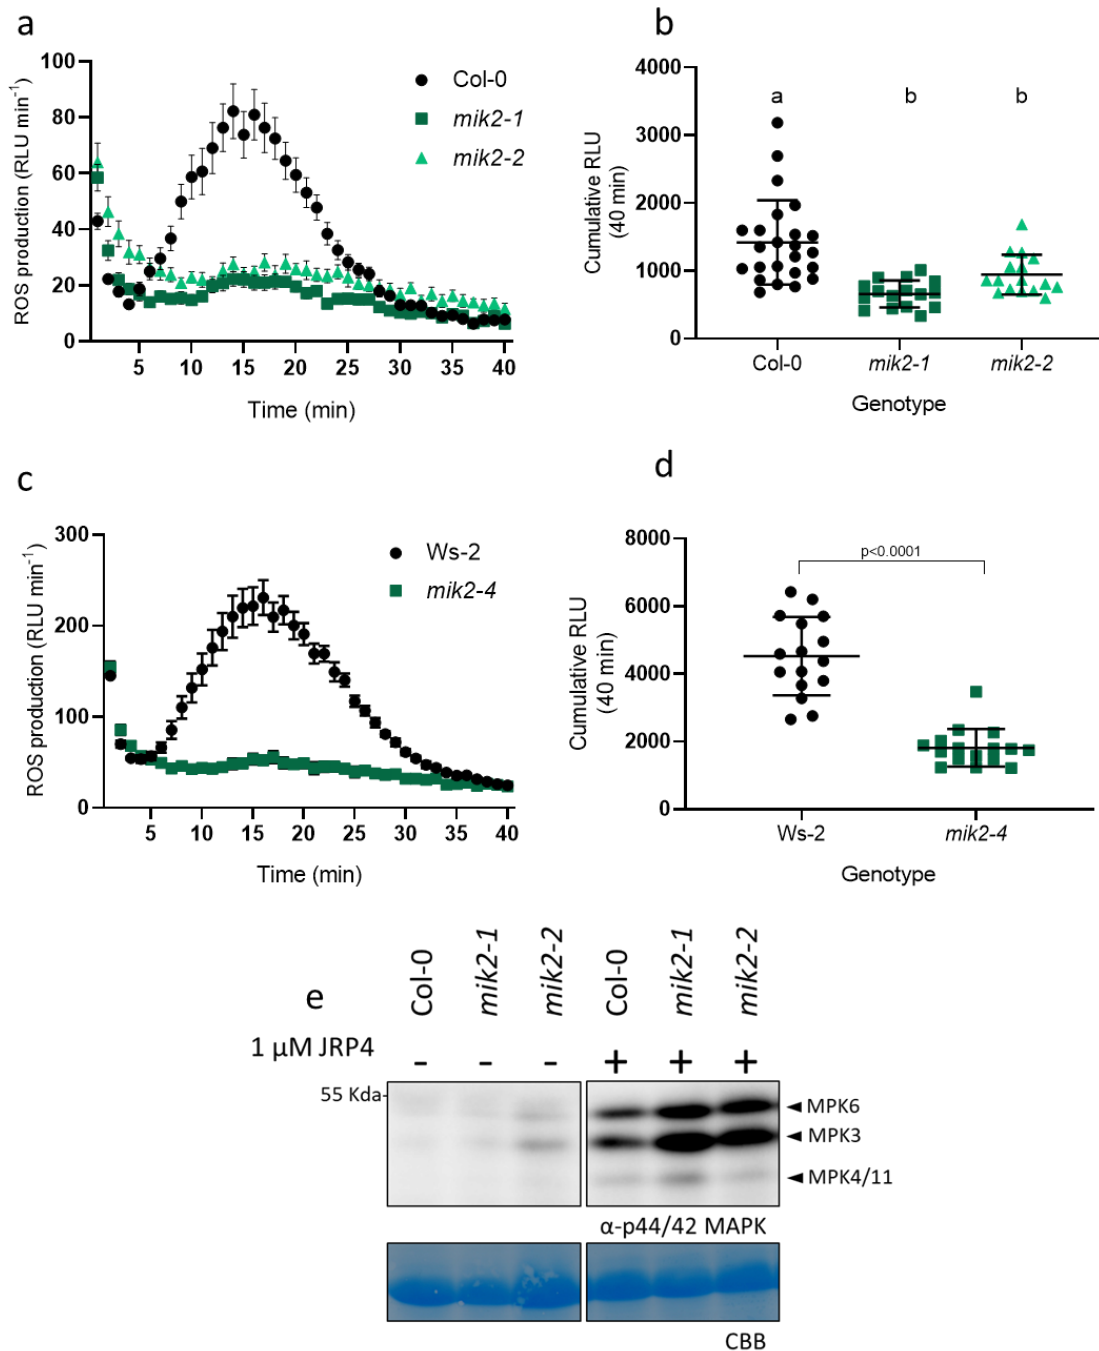 a
ROS production (RLU min⁻¹)
100
80
60
40
20
0
5 10 15 20 25 30 35 40
Time (min)
Col-0
mik2-1
mik2-2
b
Cumulative RLU
(40 min)
4000
3000
2000
1000
0
a b b
Col-0 mik2-1 mik2-2
Genotype
c
ROS production (RLU min⁻¹)
300
200
100
0
5 10 15 20 25 30 35 40
Time (min)
Ws-2
mik2-4
d
Cumulative RLU
(40 min)
8000
6000
4000
2000
0
p<0.0001
Ws-2 mik2-4
Genotype
e
Col-0 mik2-1 mik2-2 Col-0 mik2-1 mik2-2
1 μM JRP4 - - - + + +
55 Kda-
MPK6
MPK3
MPK4/11
α-p44/42 MAPK
CBB